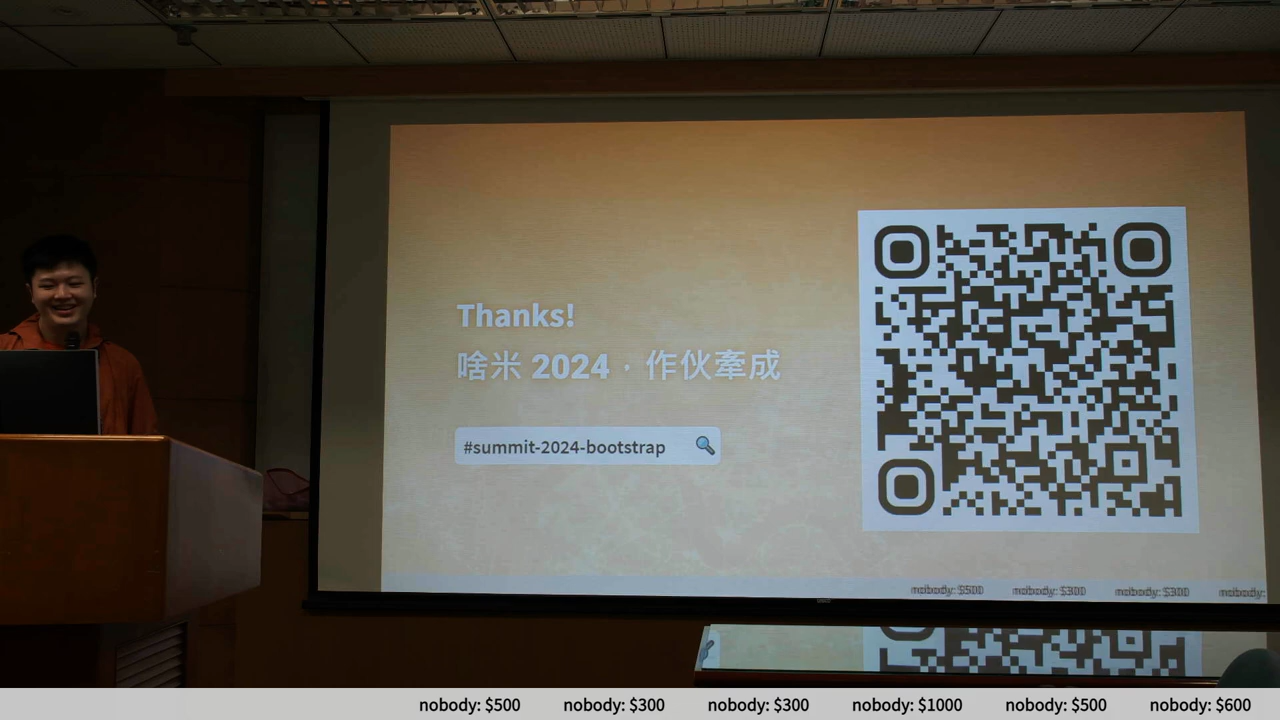 Thanks!
啥米 2024，作伙牽成
#summit-2024-bootstrap
nobody: $500 nobody: $300 nobody: $300 nobody:
nobody: $500 nobody: $300 nobody: $300 nobody: $1000 nobody: $500 nobody: $600